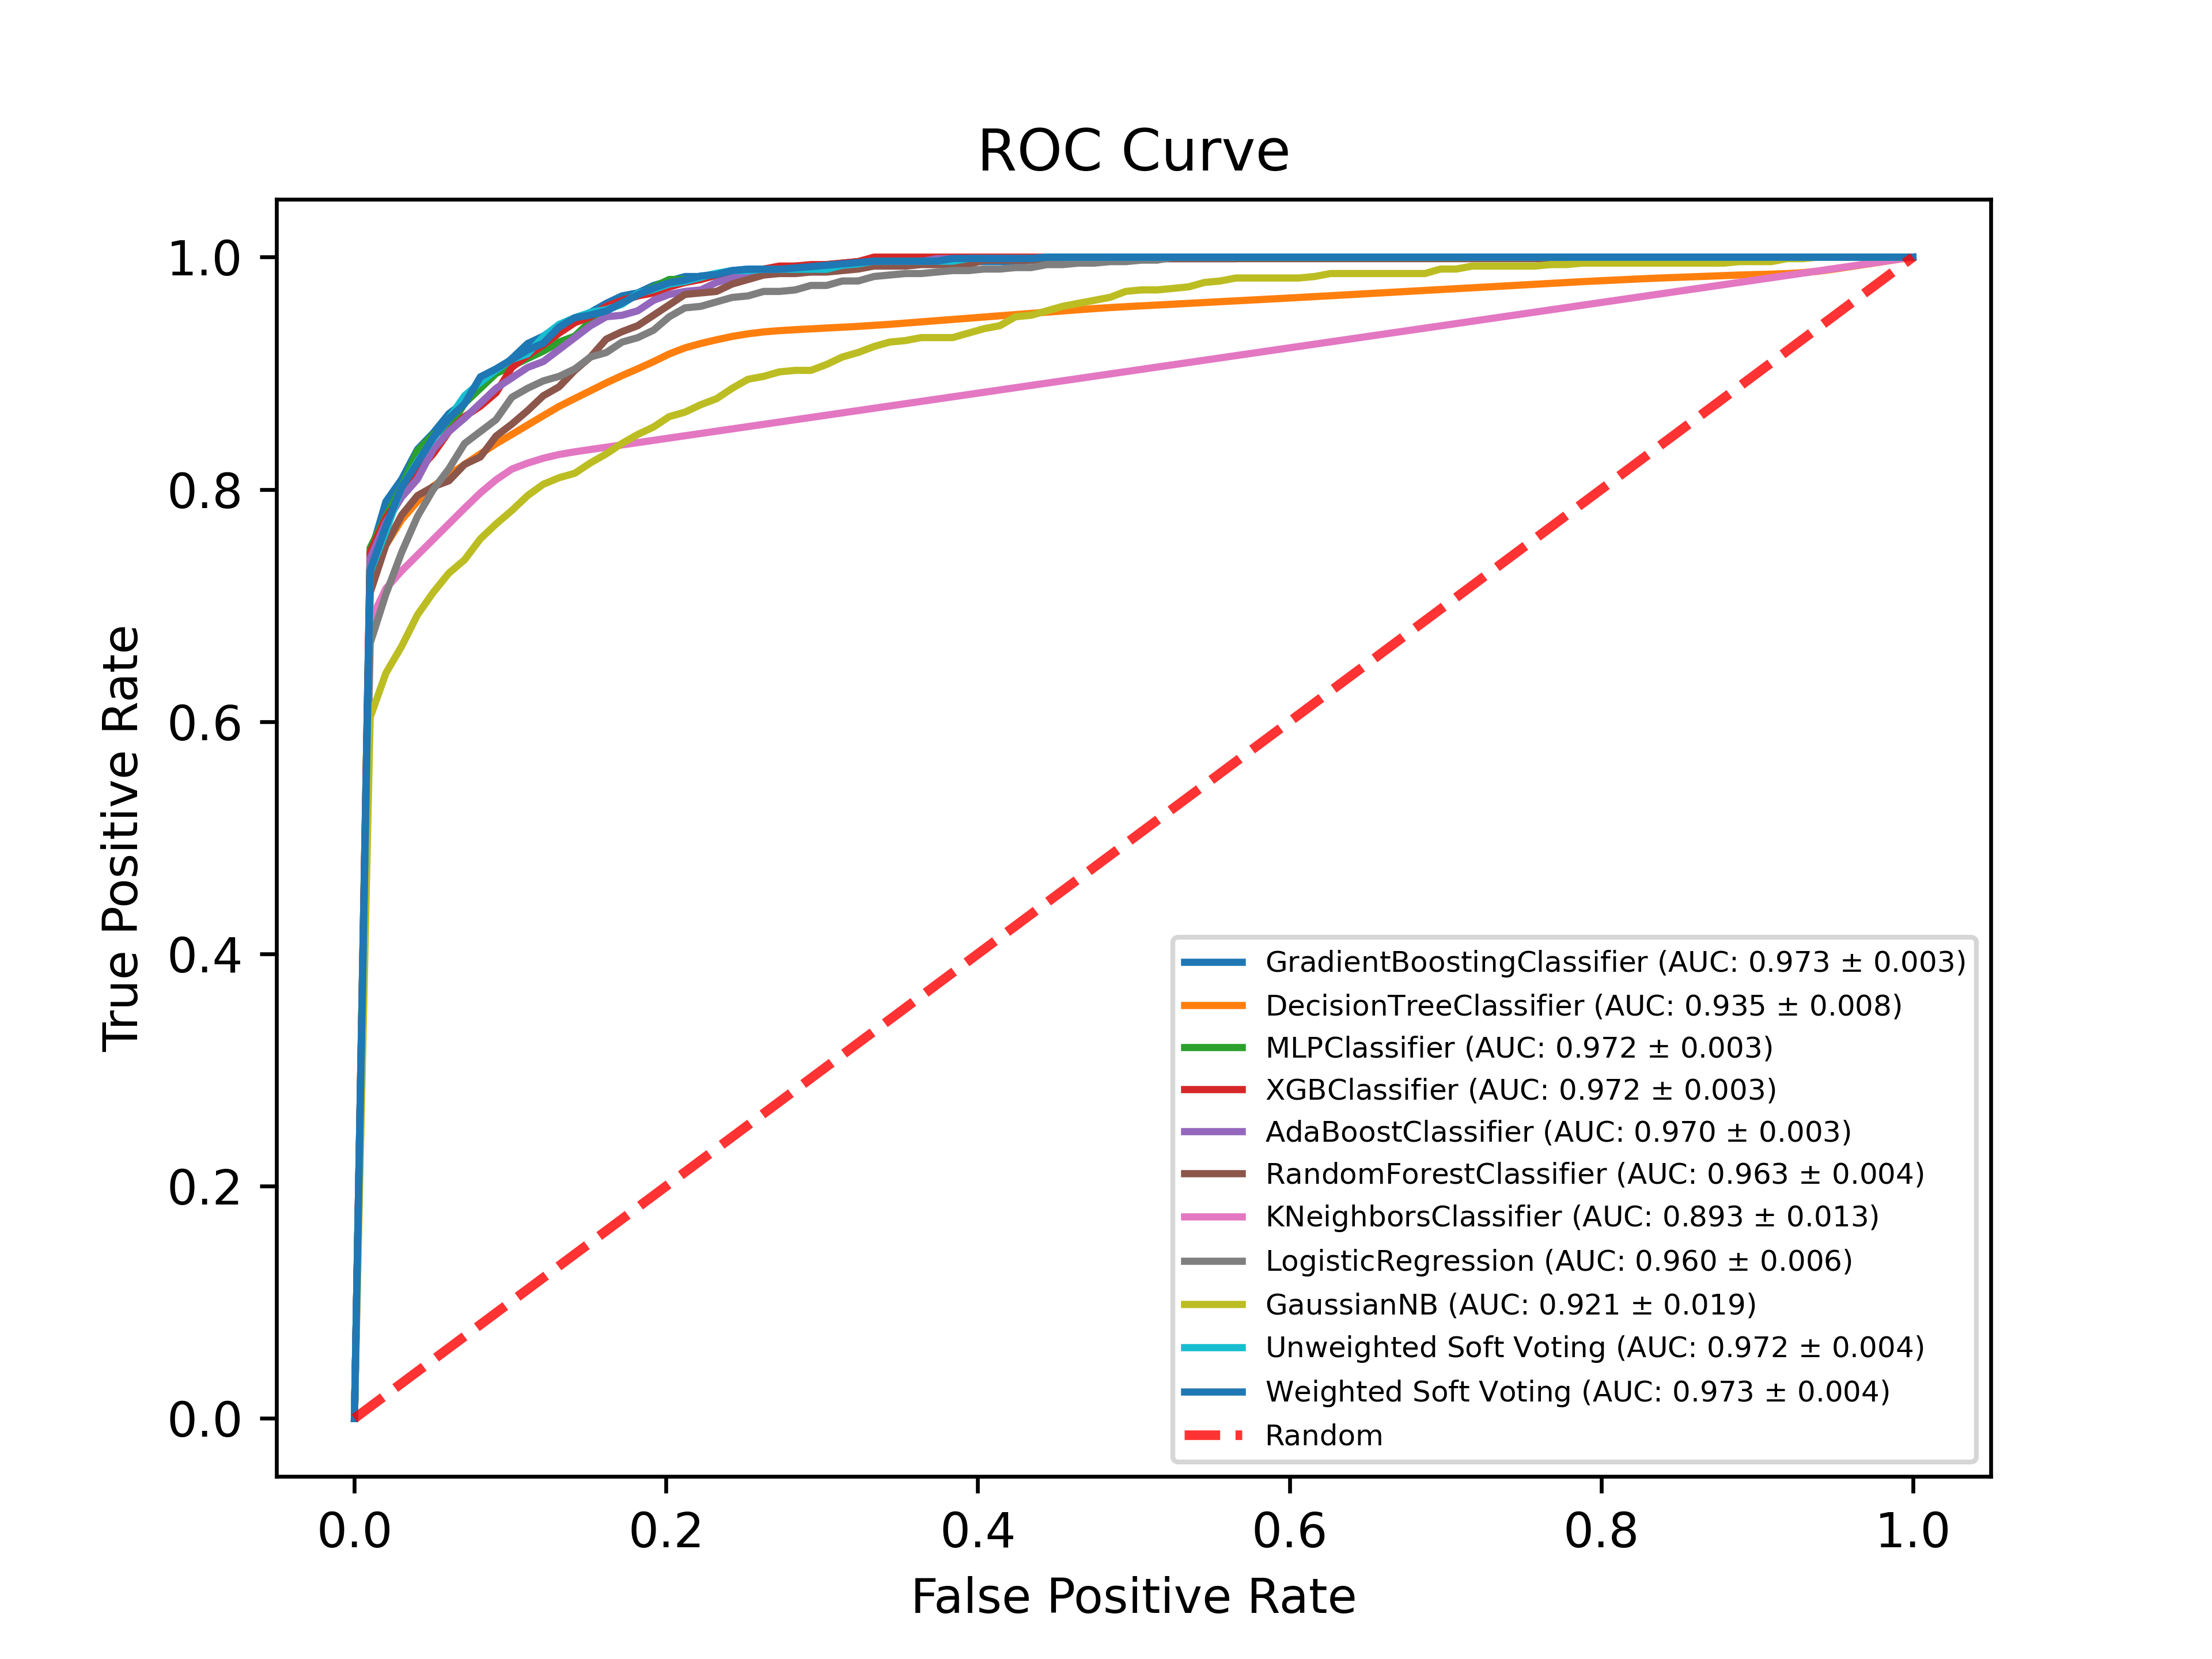 ROC Curve
1.0
0.8
0.6
0.4
0.2
0.0
True Positive Rate
GradientBoostingClassifier (AUC: 0.973 ± 0.003)
DecisionTreeClassifier (AUC: 0.935 ± 0.008)
MLPClassifier (AUC: 0.972 ± 0.003)
XGBClassifier (AUC: 0.972 ± 0.003)
AdaBoostClassifier (AUC: 0.970 ± 0.003)
RandomForestClassifier (AUC: 0.963 ± 0.004)
KNeighborsClassifier (AUC: 0.893 ± 0.013)
LogisticRegression (AUC: 0.960 ± 0.006)
GaussianNB (AUC: 0.921 ± 0.019)
Unweighted Soft Voting (AUC: 0.972 ± 0.004)
Weighted Soft Voting (AUC: 0.973 ± 0.004)
Random
0.0 0.2 0.4 0.6 0.8 1.0
False Positive Rate